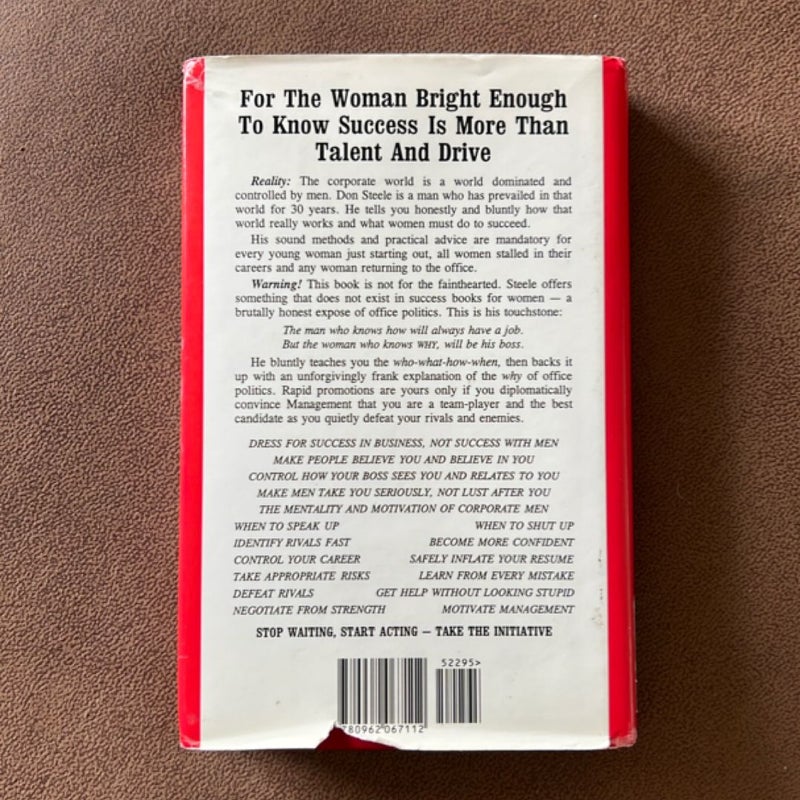 For The Woman Bright Enough
To Know Success Is More Than
Talent And Drive
Reality: The corporate world is a world dominated and
controlled by men. Don Steele is a man who has prevailed in that
world for 30 years. He tells you honestly and bluntly how that
world really works and what women must do to succeed.
His sound methods and practical advice are mandatory for
every young woman just starting out, all women stalled in their
careers and any woman returning to the office.
Warning! This book is not for the fainthearted. Steele offers
something that does not exist in success books for women — a
brutally honest expose of office politics. This is his touchstone:
The man who knows how will always have a job.
But the woman who knows WHY, will be his boss.
He bluntly teaches you the who-what-how-when, then backs it
up with an unforgivingly frank explanation of the why of office
politics. Rapid promotions are yours only if you diplomatically
convince Management that you are a team-player and the best
candidate as you quietly defeat your rivals and enemies.
DRESS FOR SUCCESS IN BUSINESS, NOT SUCCESS WITH MEN
MAKE PEOPLE BELIEVE YOU AND BELIEVE IN YOU
CONTROL HOW YOUR BOSS SEES YOU AND RELATES TO YOU
MAKE MEN TAKE YOU SERIOUSLY, NOT LUST AFTER YOU
THE MENTALITY AND MOTIVATION OF CORPORATE MEN
WHEN TO SPEAK UP WHEN TO SHUT UP
IDENTIFY RIVALS FAST BECOME MORE CONFIDENT
CONTROL YOUR CAREER SAFELY INFLATE YOUR RESUME
TAKE APPROPRIATE RISKS LEARN FROM EVERY MISTAKE
DEFEAT RIVALS GET HELP WITHOUT LOOKING STUPID
NEGOTIATE FROM STRENGTH MOTIVATE MANAGEMENT
STOP WAITING, START ACTING — TAKE THE INITIATIVE
52295>
780962067112